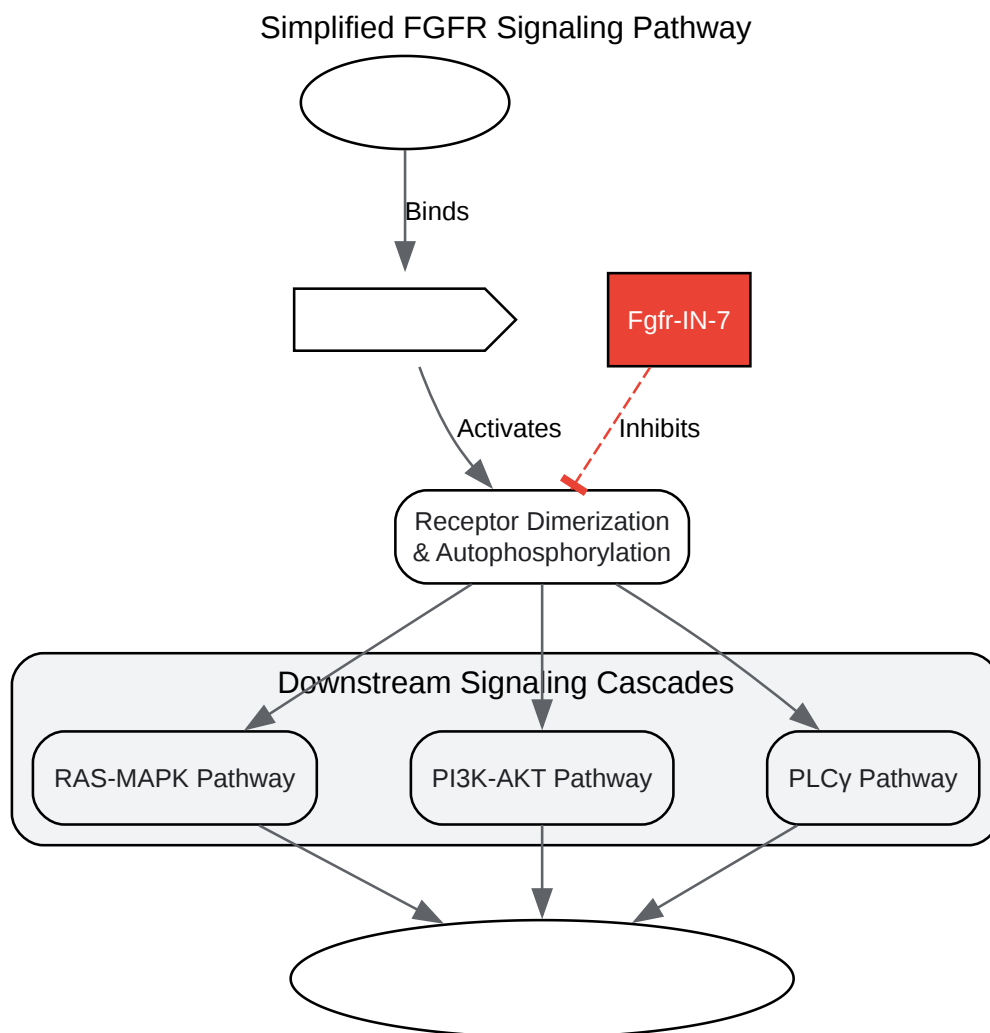 Simplified FGFR Signaling Pathway
Binds
Fgfr-IN-7
Activates
Inhibits
Receptor Dimerization
& Autophosphorylation
Downstream Signaling Cascades
RAS-MAPK Pathway
PI3K-AKT Pathway
PLCγ Pathway